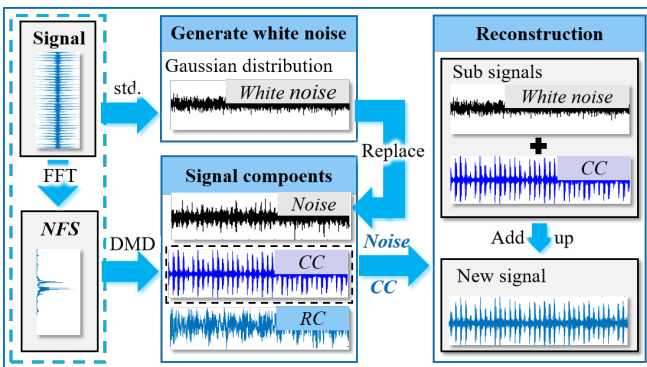 Signal
FFT
NFS
std.
DMD
Generate white noise
Gaussian distribution
White noise
Replace
Signal compoents
Noise
CC
RC
Noise
CC
Reconstruction
Sub signals
White noise
CC
Add up
New signal